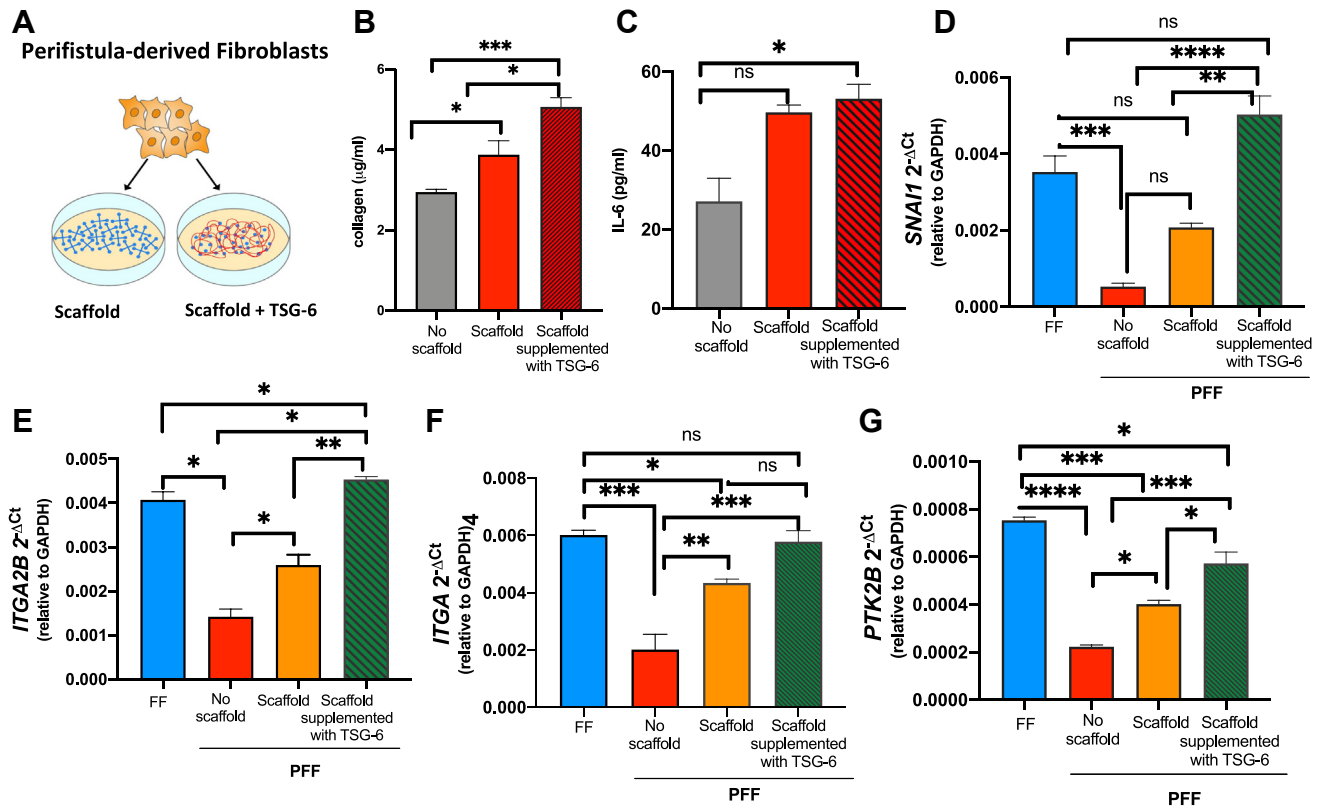 A
Perifistula-derived Fibroblasts
Scaffold
Scaffold + TSG-6
B
collagen (μg/ml)
6
4
2
0
***
*
*
No
scaffold
Scaffold
Scaffold
supplemented
with TSG-6
C
IL-6 (pg/ml)
60
40
20
0
*
ns
No
scaffold
Scaffold
Scaffold
supplemented
with TSG-6
D
SNAI1 2-ΔCt
(relative to GAPDH)
0.006
0.004
0.002
0.000
ns
****
**
ns
***
ns
FF
No
scaffold
Scaffold
Scaffold
supplemented
with TSG-6
PFF
E
ITGA2B 2-ΔCt
(relative to GAPDH)
0.005
0.004
0.003
0.002
0.001
0.000
*
*
**
*
*
FF
No
scaffold
Scaffold
Scaffold
supplemented
with TSG-6
PFF
F
ITGA 2-ΔCt
(relative to GAPDH)4
0.008
0.006
0.004
0.002
0.000
ns
*
ns
***
***
**
FF
No
scaffold
Scaffold
Scaffold
supplemented
with TSG-6
PFF
G
PTK2B 2-ΔCt
(relative to GAPDH)
0.0010
0.0008
0.0006
0.0004
0.0002
0.0000
*
***
****
***
*
*
FF
No
scaffold
Scaffold
Scaffold
supplemented
with TSG-6
PFF